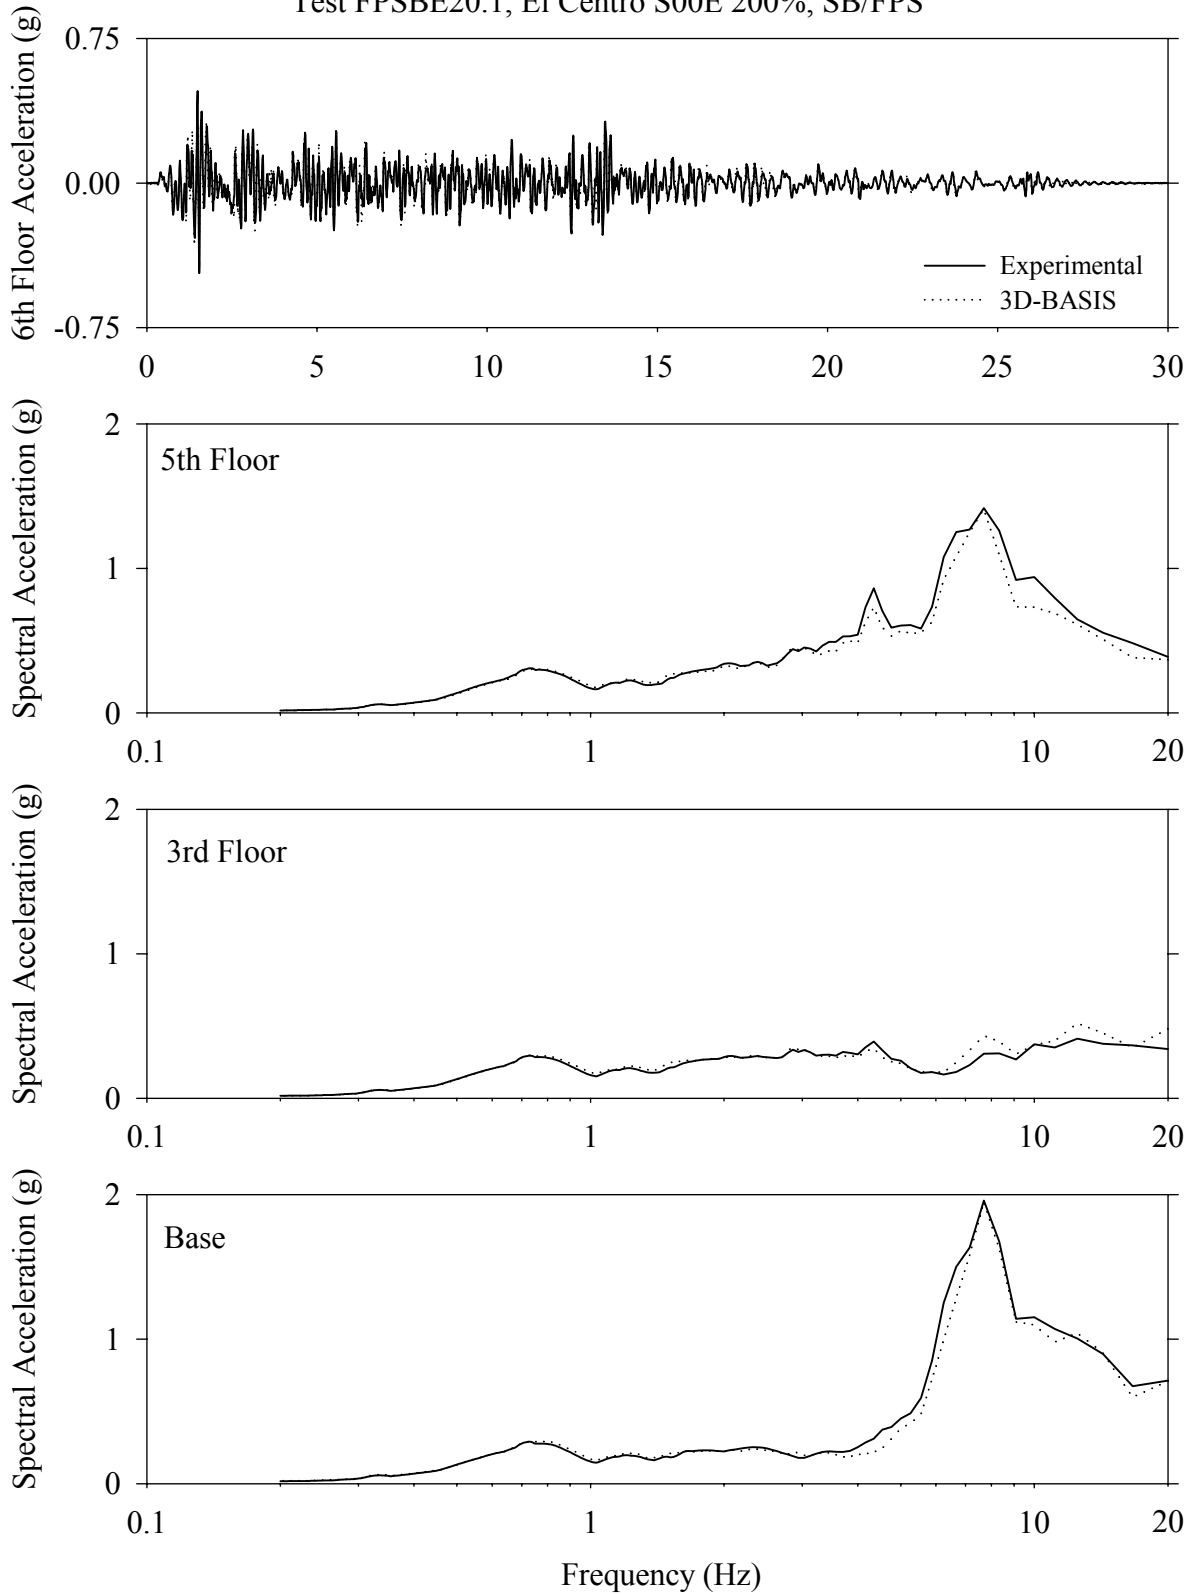 Test FPSBE20.1, El Centro S00E 200%, SB/FPS
6th Floor Acceleration (g)
0.75
0.00
-0.75
Experimental
3D-BASIS
0 5 10 15 20 25 30
Spectral Acceleration (g)
2
5th Floor
1
0
0.1 1 10 20
Spectral Acceleration (g)
2
3rd Floor
1
0
0.1 1 10 20
Spectral Acceleration (g)
2
Base
1
0
0.1 1 10 20
Frequency (Hz)